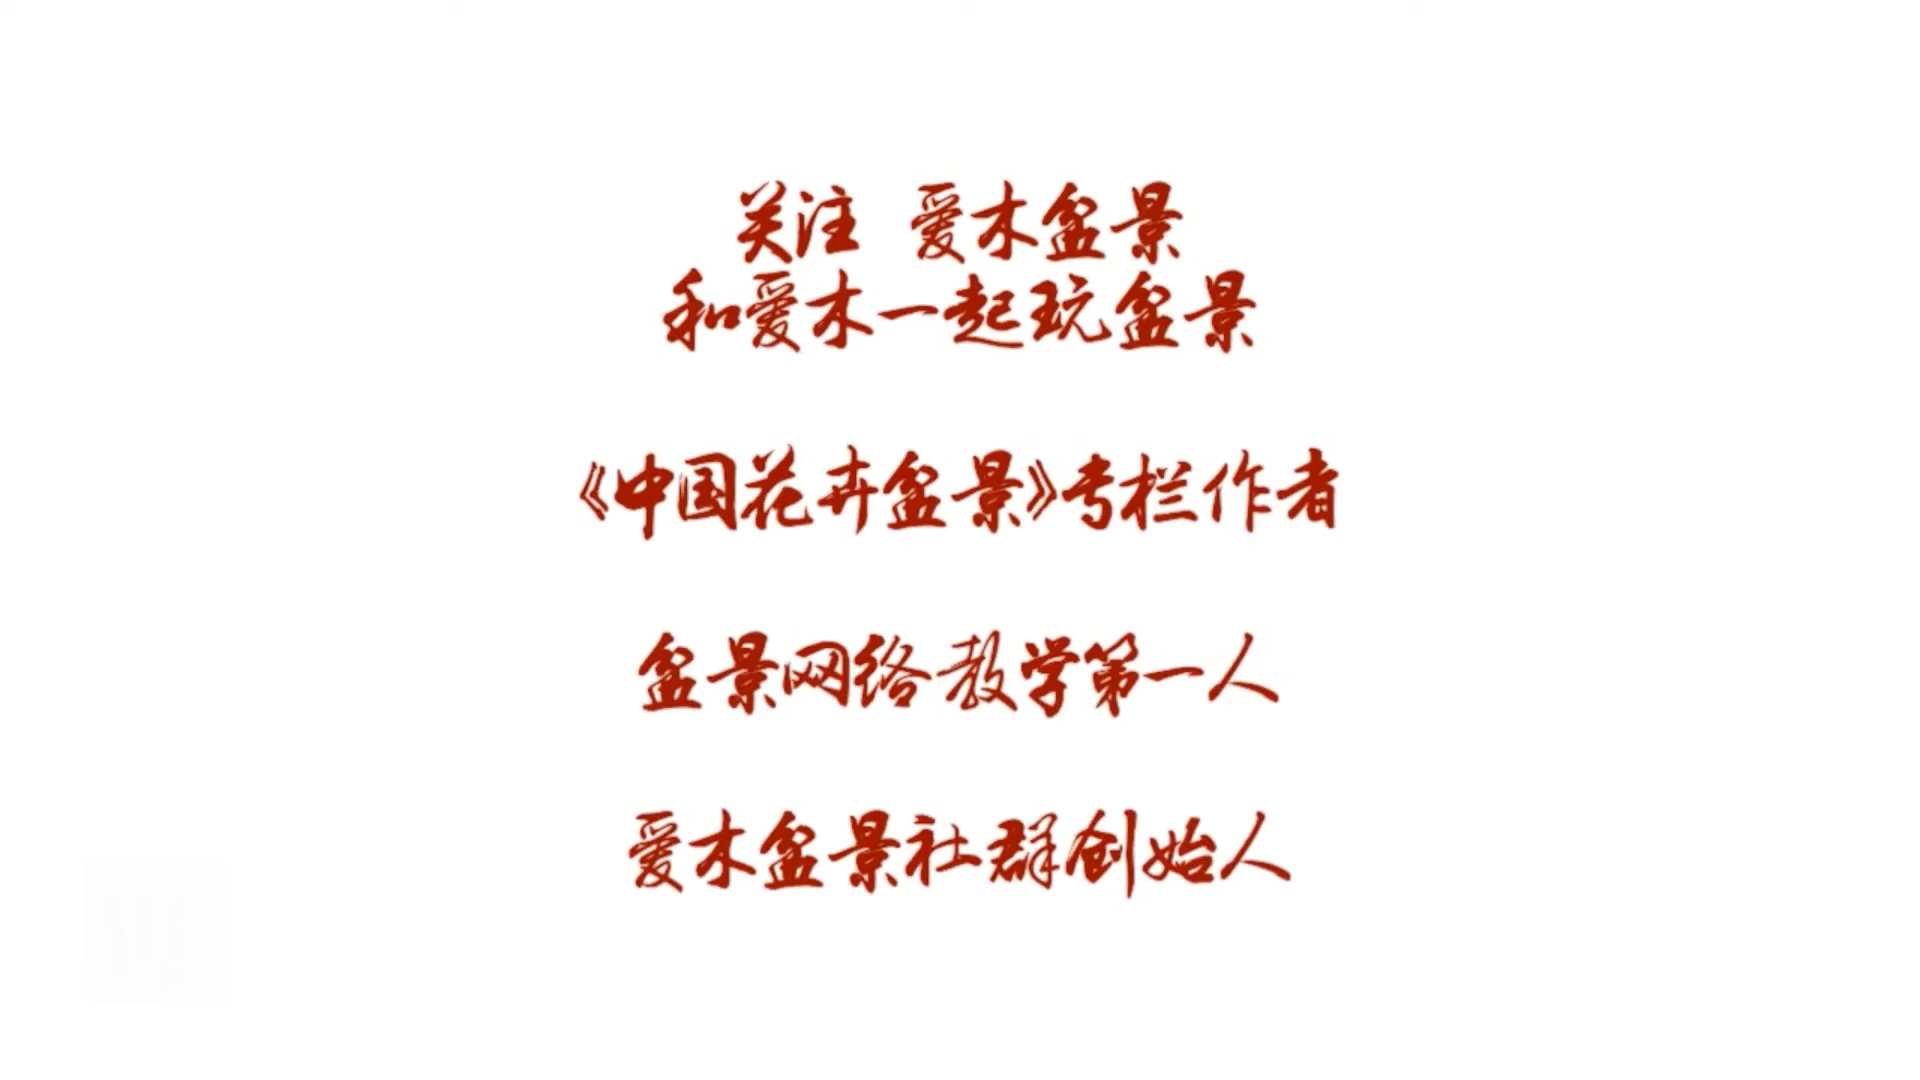 关注 爱木盆景
和爱木一起玩盆景
《中国花卉盆景》专栏作者
盆景网络教学第一人
爱木盆景社群创始人